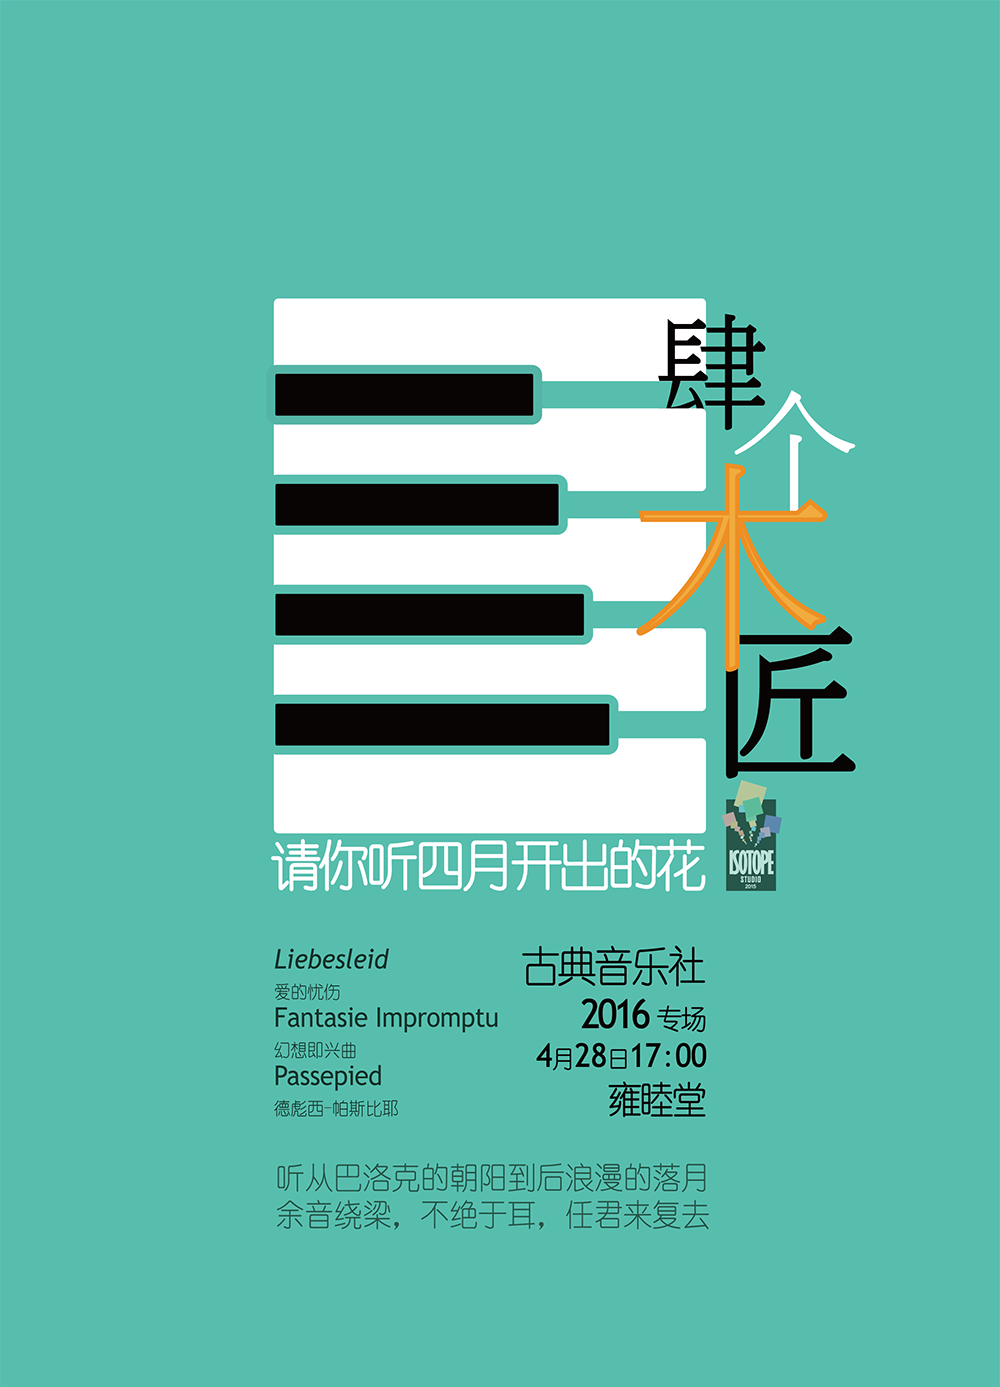 肆个木匠
请你听四月开出的花
ISOTOPE
STUDIO
2015
Liebesleid
爱的忧伤
Fantasie Impromptu
幻想即兴曲
Passepied
德彪西-帕斯比耶
古典音乐社
2016 专场
4月28日17:00
雍睦堂
听从巴洛克的朝阳到后浪漫的落月
余音绕梁，不绝于耳，任君来复去